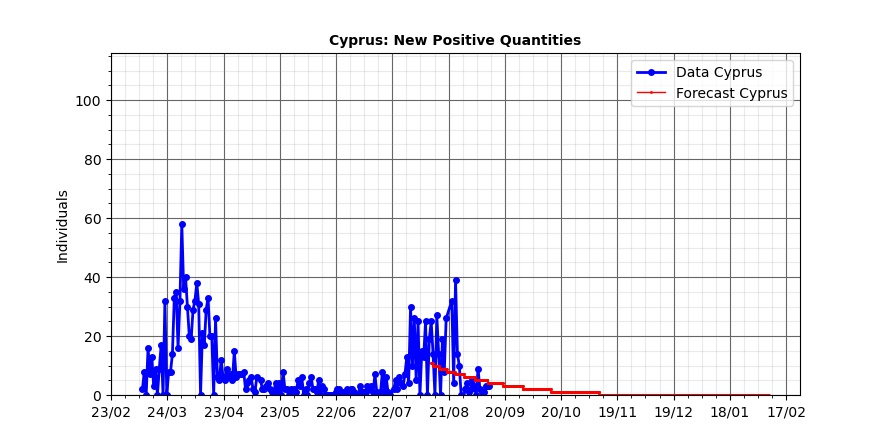 Cyprus: New Positive Quantities
Data Cyprus
Forecast Cyprus
Individuals
100
80
60
40
20
0
23/02 24/03 23/04 23/05 22/06 22/07 21/08 20/09 20/10 19/11 19/12 18/01 17/02